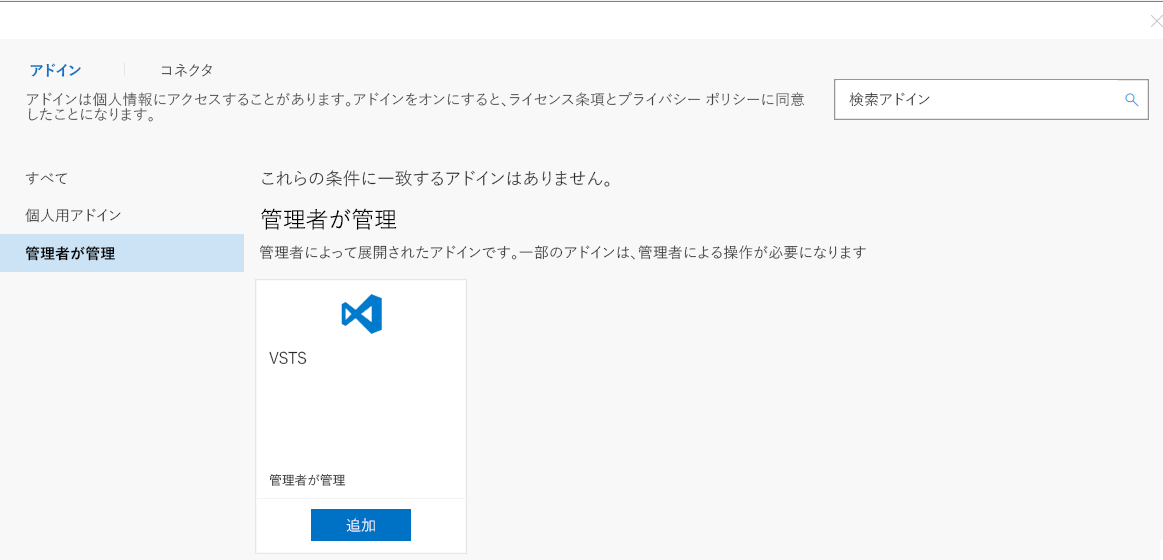 アドイン
コネクタ
アドインは個人情報にアクセスすることがあります。アドインをオンにすると、ライセンス条項とプライバシー ポリシーに同意
したことになります。
検索アドイン
すべて
個人用アドイン
管理者が管理
これらの条件に一致するアドインはありません。
管理者が管理
管理者によって展開されたアドインです。一部のアドインは、管理者による操作が必要になります
VSTS
管理者が管理
追加